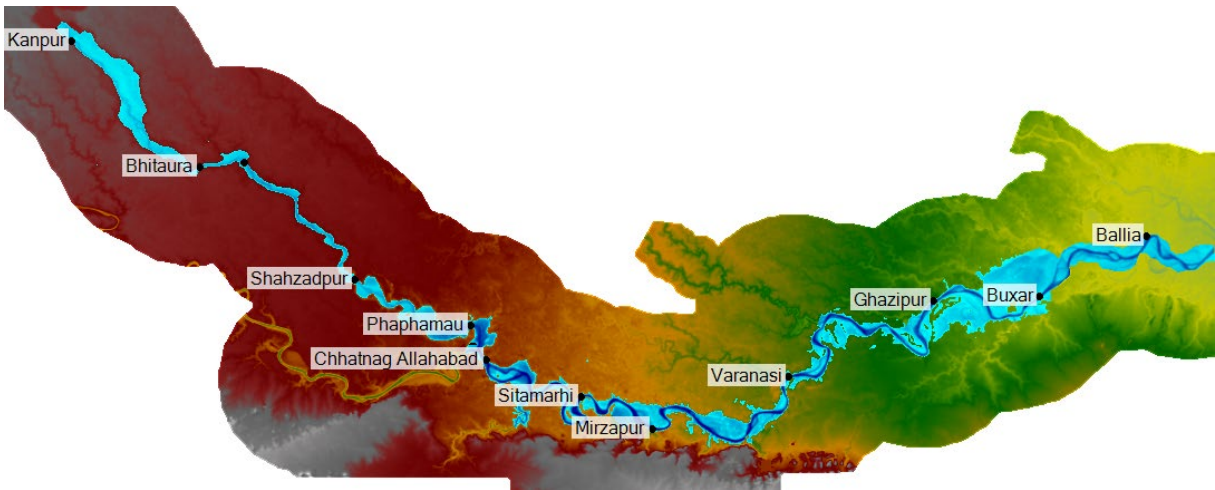 Kanpur
Bhitaura
Shahzadpur
Phaphamau
Chhatnag Allahabad
Sitamarhi
Mirzapur
Varanasi
Ghazipur
Buxar
Ballia